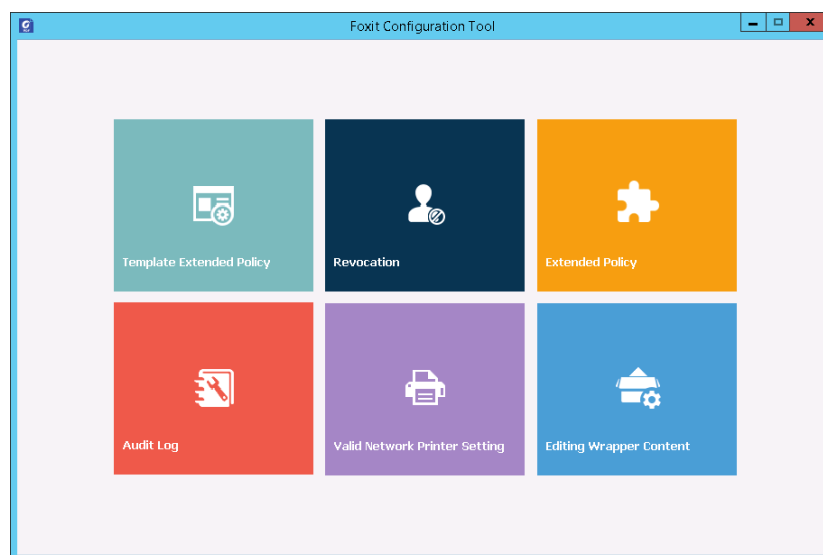 Foxit Configuration Tool
Template Extended Policy
Revocation
Extended Policy
Audit Log
Valid Network Printer Setting
Editing Wrapper Content